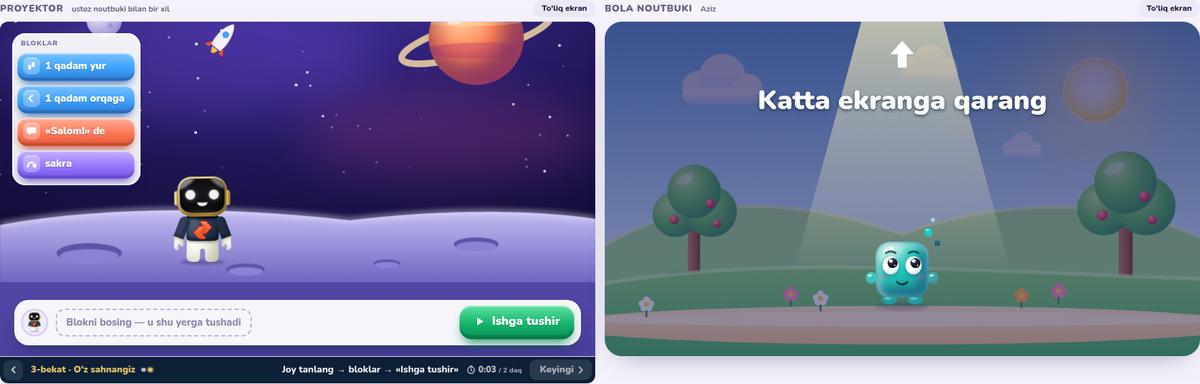 PROYEKTOR ustoz noutbuki bilan bir xil To'liq ekran
BLOKLAR
1 qadam yur
1 qadam orqaga
«Salom!» de
sakra
Blokni bosing — u shu yerga tushadi
Ishga tushir
3-bekat · O'z sahnangiz
Joy tanlang → bloklar → «Ishga tushir» 0:03 / 2 daq Keyingi
BOLA NOUTBUKI Aziz To'liq ekran
Katta ekranga qarang